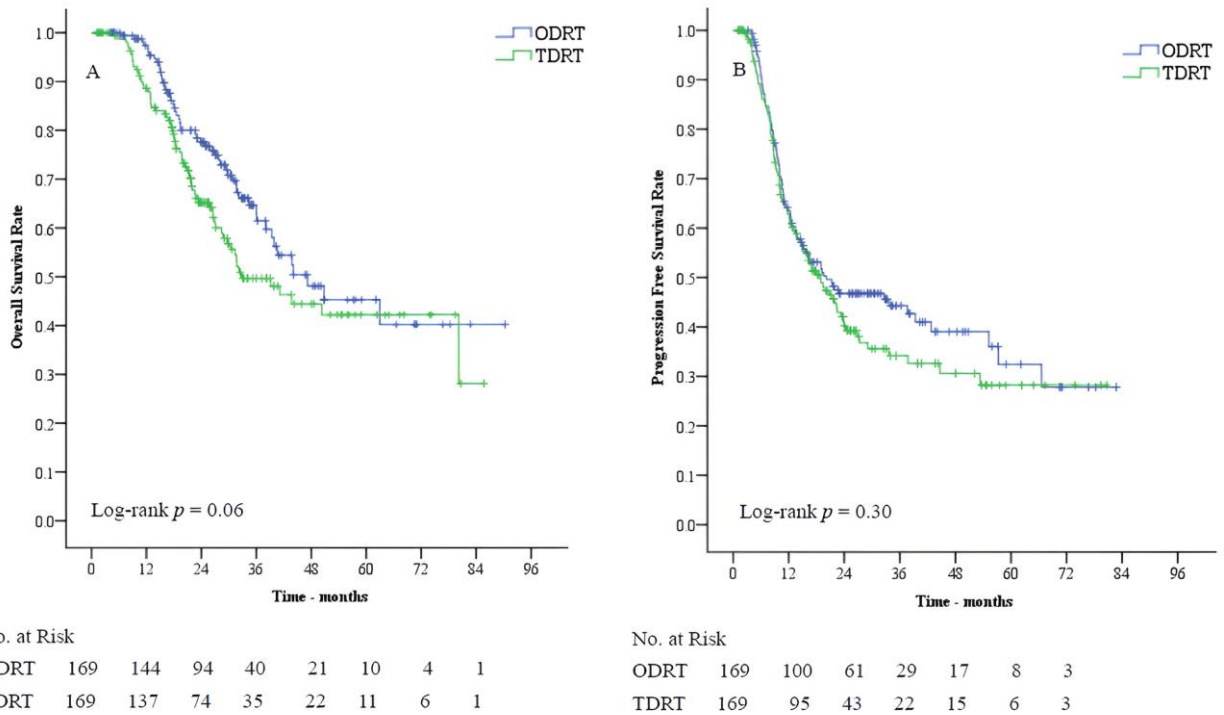 ODRT
TDRT
A
1.0
0.9
0.8
0.7
0.6
0.5
0.4
0.3
0.2
0.1
0.0
Overall Survival Rate
Log-rank p = 0.06
0 12 24 36 48 60 72 84 96
Time - months
o. at Risk
DRT 169 144 94 40 21 10 4 1
DRT 169 137 74 35 22 11 6 1
ODRT
TDRT
B
1.0
0.9
0.8
0.7
0.6
0.5
0.4
0.3
0.2
0.1
0.0
Progression Free Survival Rate
Log-rank p = 0.30
0 12 24 36 48 60 72 84 96
Time - months
No. at Risk
ODRT 169 100 61 29 17 8 3
TDRT 169 95 43 22 15 6 3